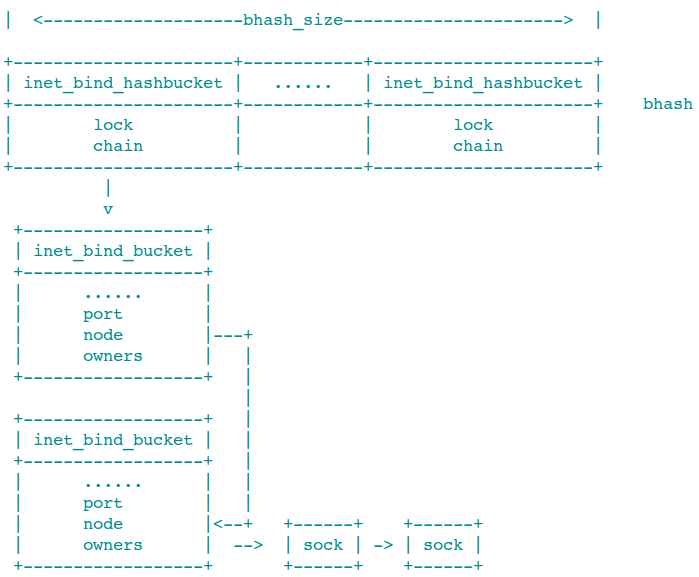 |  <--------------------bhash_size---------------------->  |
+----------------------+------------+----------------------+
| inet_bind_hashbucket |   ......   | inet_bind_hashbucket |
+----------------------+------------+----------------------+    bhash
|        lock          |            |        lock          |
|        chain         |            |        chain         |
+----------------------+------------+----------------------+
          |
          v
 +------------------+
 | inet_bind_bucket |
 +------------------+
 |      ......      |
 |      port        |
 |      node        |---+
 |      owners      |   |
 +------------------+   |
                        |
 +------------------+   |
 | inet_bind_bucket |   |
 +------------------+   |
 |      ......      |   |
 |      port        |   |
 |      node        |<--+   +------+    +------+
 |      owners      |  -->  | sock | -> | sock |
 +------------------+       +------+    +------+